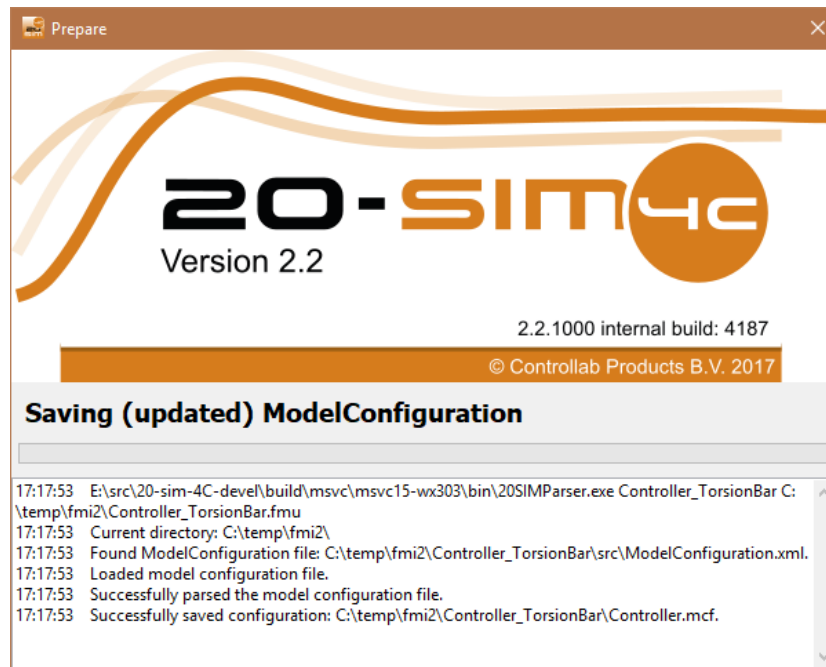 Prepare
20-SIM 4C
Version 2.2
2.2.1000 internal build: 4187
© Controllab Products B.V. 2017
Saving (updated) ModelConfiguration
17:17:53 E:\src\20-sim-4C-devel\build\msvc\msvc15-wx303\bin\20SIMParser.exe Controller_TorsionBar C:
\temp\fmi2\Controller_TorsionBar.fmu
17:17:53 Current directory: C:\temp\fmi2\
17:17:53 Found ModelConfiguration file: C:\temp\fmi2\Controller_TorsionBar\src\ModelConfiguration.xml.
17:17:53 Loaded model configuration file.
17:17:53 Successfully parsed the model configuration file.
17:17:53 Successfully saved configuration: C:\temp\fmi2\Controller_TorsionBar\Controller.mcf.